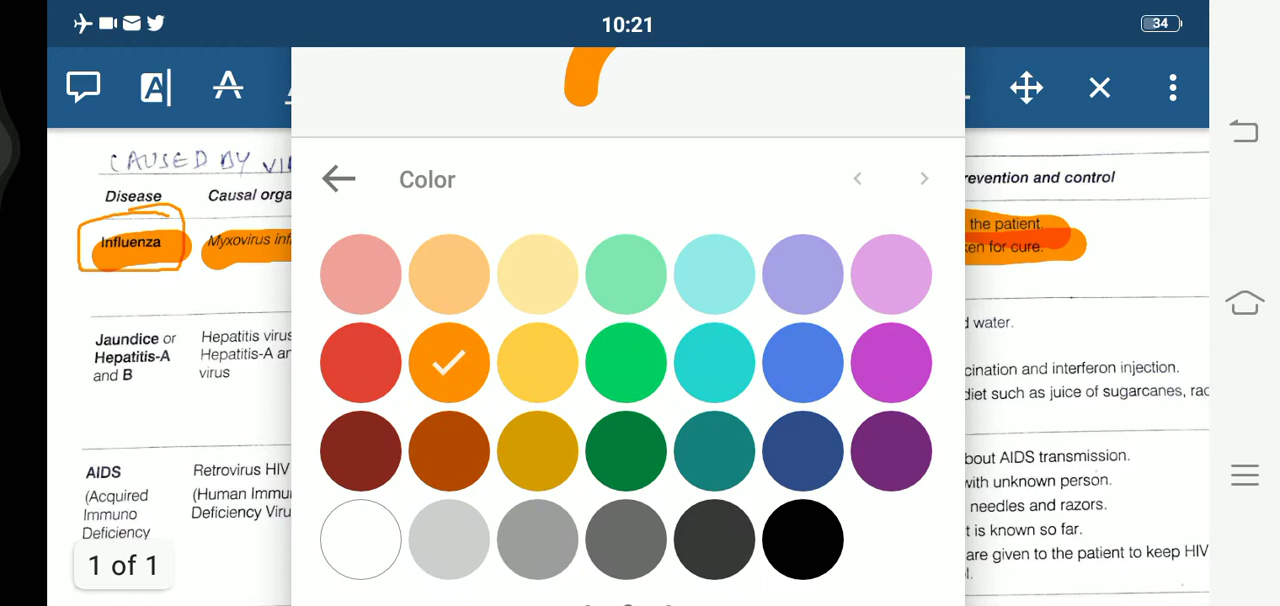 10:21
34
A
A
CAUSED BY
Color
Disease
Causal orga
revention and control
Influenza
Myxovirus inf
the patient.
en for cure.
Jaundice or
Hepatitis-A
and B
Hepatitis virus
Hepatitis-A an
virus
d water.
cination and interferon injection.
diet such as juice of sugarcanes, rad
AIDS
(Acquired
Immuno
Deficiency
Retrovirus HIV
(Human Immu
Deficiency Viru
bout AIDS transmission.
with unknown person.
needles and razors.
t is known so far.
are given to the patient to keep HIV
l.
1 of 1